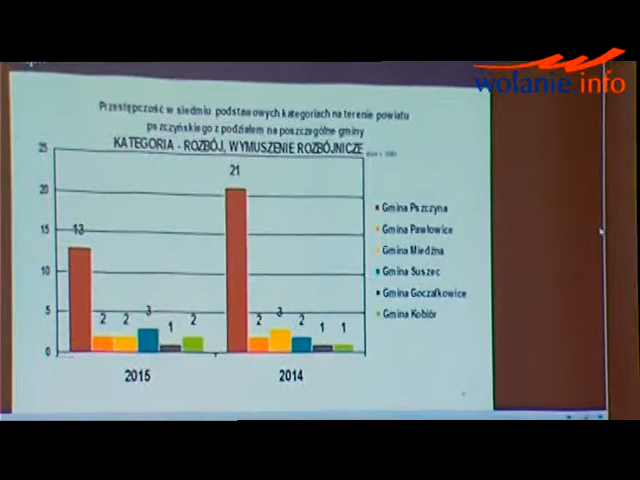 wolanie.info
Przestępczość w siedmiu podstawowych kategoriach na terenie powiatu
pszczyńskiego z podziałem na poszczególne gminy
KATEGORIA - ROZBÓJ, WYMUSZENIE ROZBÓJNICZE
25
20
15
10
5
0
13
2
2
3
1
2
21
2
3
2
1
1
2015
2014
Gmina Pszczyna
Gmina Pawłowice
Gmina Miedźna
Gmina Suszec
Gmina Goczałkowice
Gmina Kobiór